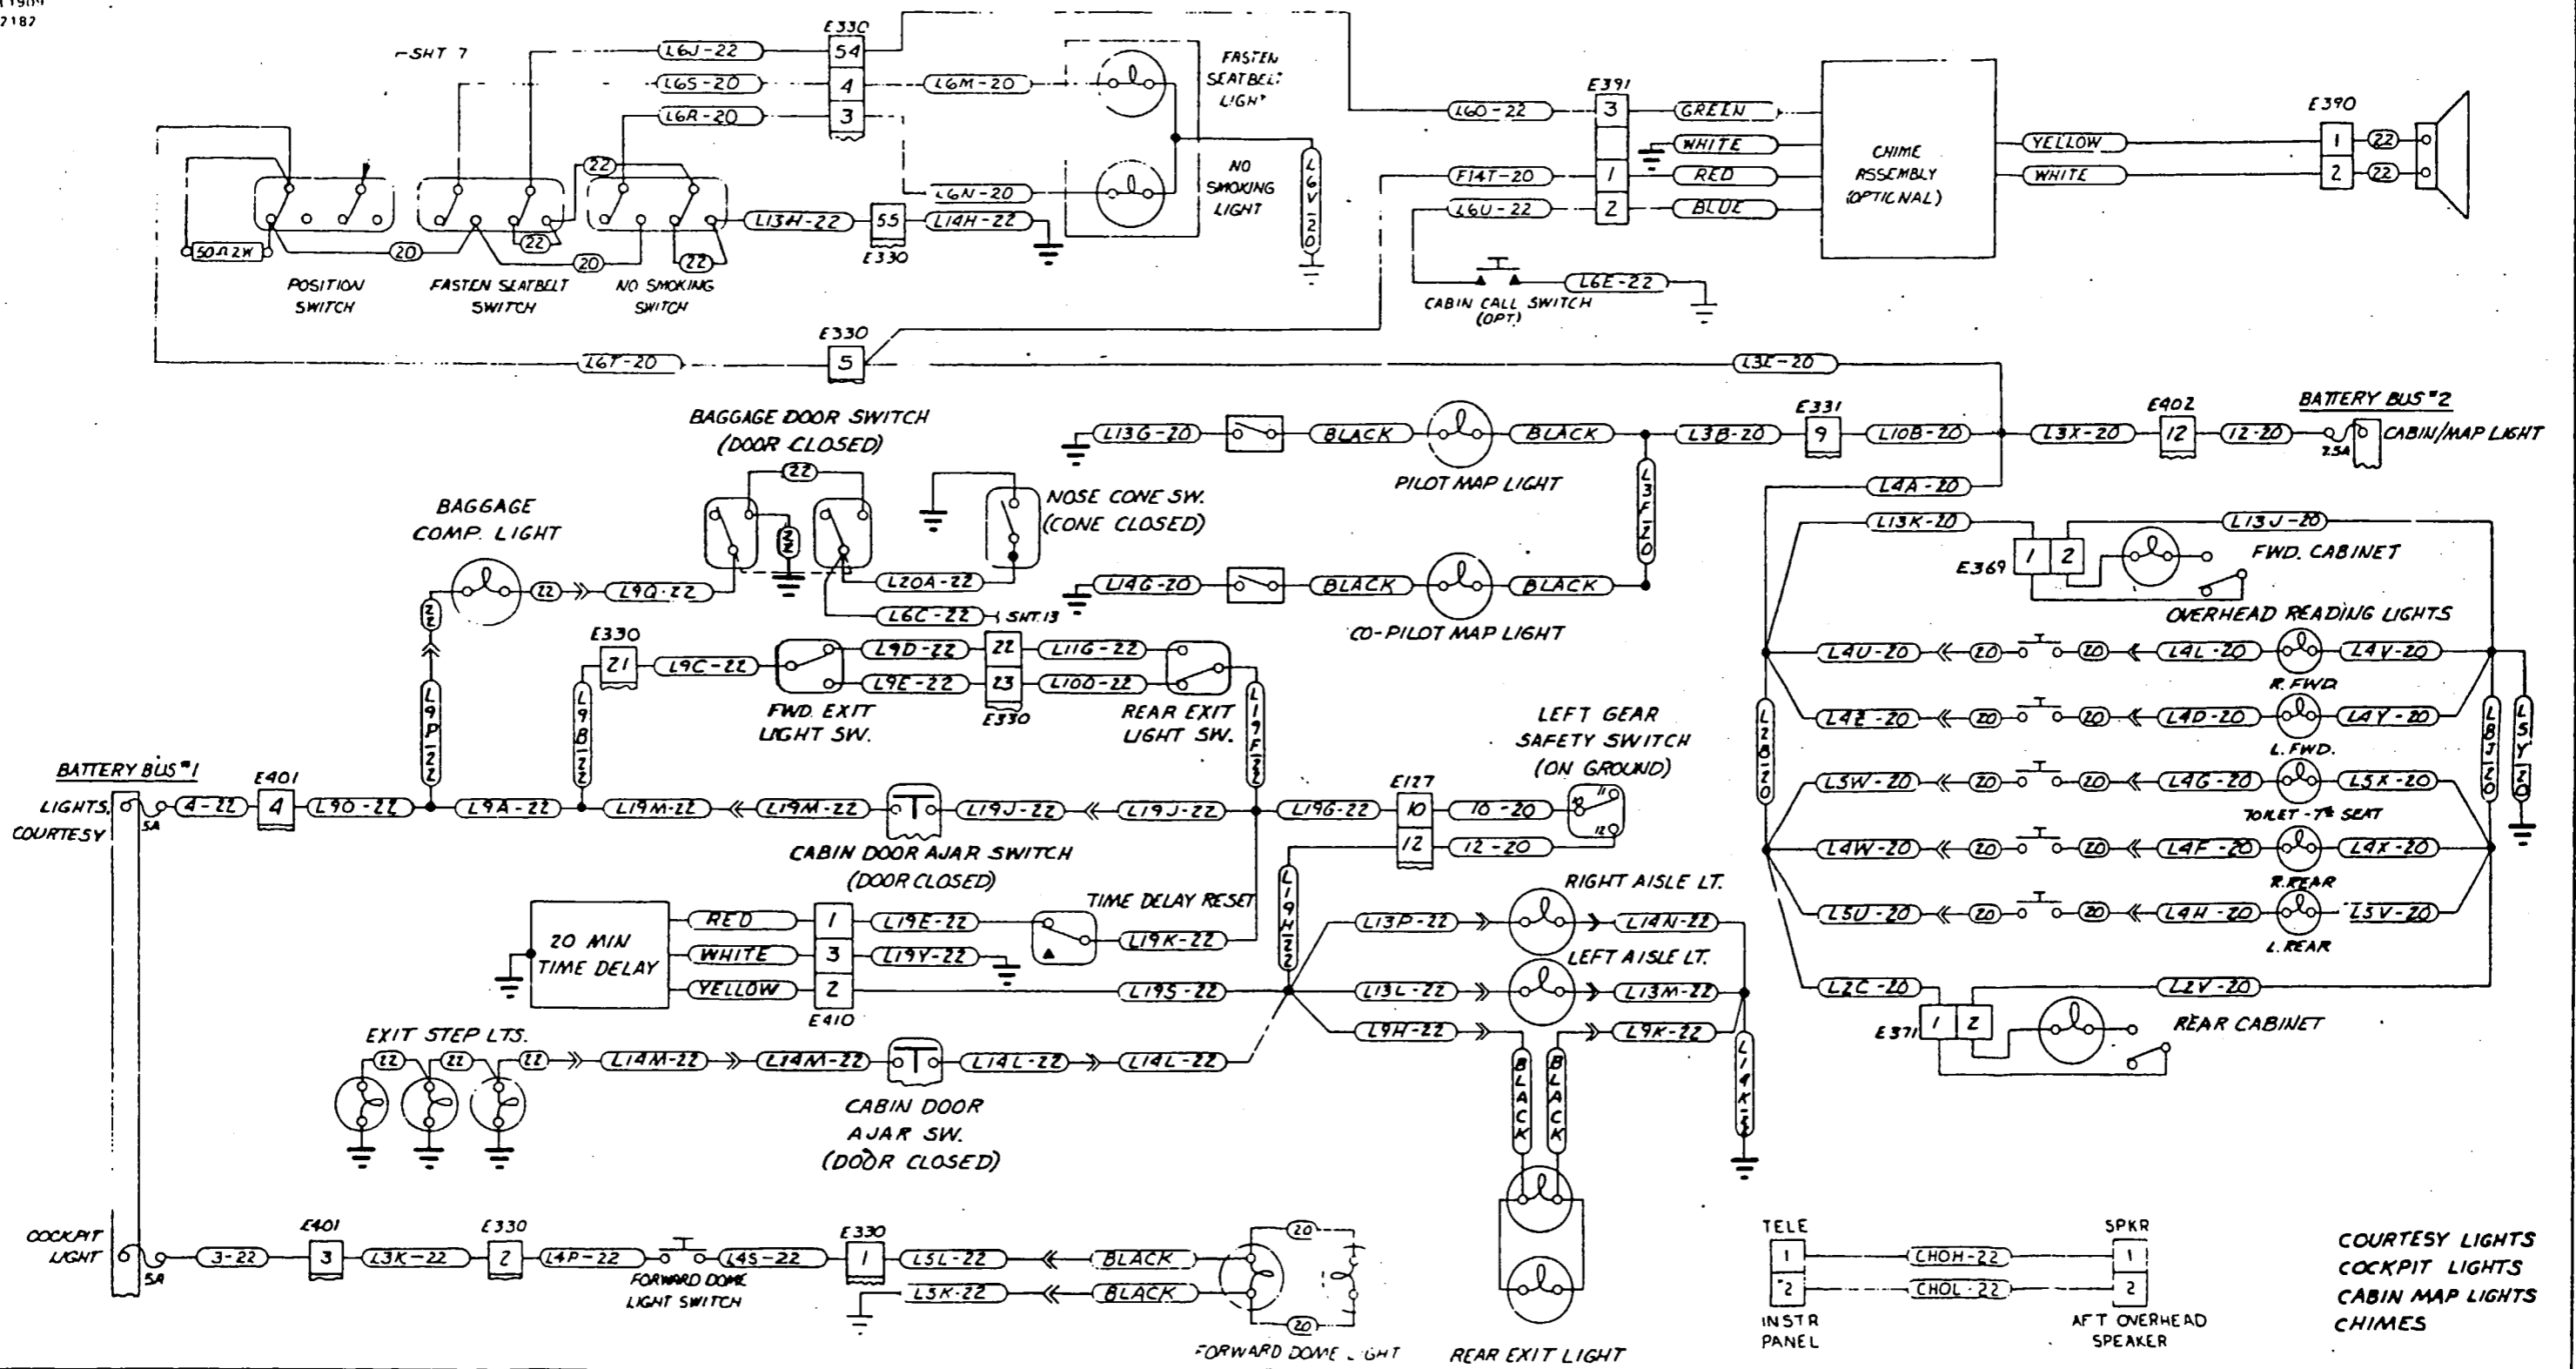 2187
SHT 7
L6J-22
E330
54
L6S-20
4
L6M-20
L6R-20
3
FASTEN
SEATBELT
LIGHT
NO
SMOKING
LIGHT
L6N-20
L6V-20
22
L13H-22
55
L14H-22
E330
50Ω2W
20
22
20
22
POSITION
SWITCH
FASTEN SEATBELT
SWITCH
NO SMOKING
SWITCH
E391
L6O-22
3
GREEN
WHITE
F14T-20
1
RED
L6U-22
2
BLUE
CHIME
ASSEMBLY
(OPTIONAL)
YELLOW
WHITE
E390
1
22
2
22
L6E-22
CABIN CALL SWITCH
(OPT.)
E330
L6T-20
5
L3E-20
BAGGAGE DOOR SWITCH
(DOOR CLOSED)
22
22
BAGGAGE
COMP. LIGHT
22
22
L9Q-22
NOSE CONE SW.
(CONE CLOSED)
L20A-22
L6C-22
SHT.13
L13G-20
BLACK
BLACK
L3B-20
E331
9
L10B-20
L3X-20
E402
12
12-20
BATTERY BUS #2
2.5A
CABIN/MAP LIGHT
PILOT MAP LIGHT
L3F-20
L14G-20
BLACK
BLACK
CO-PILOT MAP LIGHT
L4A-20
L13K-20
L13J-20
1 2
E369
FWD. CABINET
OVERHEAD READING LIGHTS
L4U-20
20
20
L4L-20
L4V-20
R. FWD
L4Z-20
20
20
L4D-20
L4Y-20
L. FWD.
L5W-20
20
20
L4G-20
L5X-20
TOILET - 7TH SEAT
L4W-20
20
20
L4F-20
L4X-20
R.REAR
L5U-20
20
20
L4H-20
L5V-20
L. REAR
L2B-20
L8J-20
L5Y-20
L2C-20
L2V-20
E371
1 2
REAR CABINET
E330
21
L9C-22
L9D-22
22
L11G-22
L9E-22
23
L10D-22
E330
FWD. EXIT
LIGHT SW.
REAR EXIT
LIGHT SW.
L9P-22
L9B-22
L19F-22
BATTERY BUS #1
LIGHTS,
COURTESY
5A
4-22
E401
4
L9O-22
L9A-22
L19M-22
L19M-22
L19J-22
L19J-22
L19G-22
CABIN DOOR AJAR SWITCH
(DOOR CLOSED)
LEFT GEAR
SAFETY SWITCH
(ON GROUND)
E127
10
10-20
12
12-20
10
11
12
TIME DELAY RESET
20 MIN
TIME DELAY
RED
1
L19E-22
L19K-22
WHITE
3
L19Y-22
YELLOW
2
L19S-22
E410
L19H-22
RIGHT AISLE LT.
L13P-22
L14N-22
LEFT AISLE LT.
L13L-22
L13M-22
L9H-22
L9K-22
BLACK
BLACK
EXIT STEP LTS.
22
22
22
L14M-22
L14M-22
L14L-22
L14L-22
CABIN DOOR
AJAR SW.
(DOOR CLOSED)
COCKPIT
LIGHT
5A
3-22
E401
3
L3K-22
E330
2
L4P-22
L4S-22
FORWARD DOME
LIGHT SWITCH
E330
1
L5L-22
BLACK
L5K-22
BLACK
20
20
FORWARD DOME
REAR EXIT LIGHT
TELE
1
2
INSTR
PANEL
CHOH-22
CHOL-22
SPKR
1
2
AFT OVERHEAD
SPEAKER
COURTESY LIGHTS
COCKPIT LIGHTS
CABIN MAP LIGHTS
CHIMES